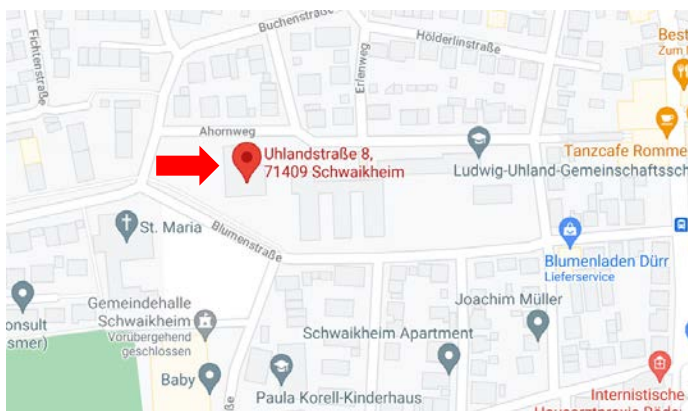 Buchenstraße
Hölderlinstraße
Best
Zum
Fichtenstraße
Erlenweg
Ahornweg
Uhlandstraße 8,
71409 Schwaikheim
Tanzcafe Romme
Ludwig-Uhland-Gemeinschaftssch
St. Maria
Blumenstraße
Blumenladen Dürr
Lieferservice
Joachim Müller
Gemeindehalle
Schwaikheim
Vorübergehend
geschlossen
onsult
smer)
Schwaikheim Apartment
Baby
Paula Korell-Kinderhaus
Internistische